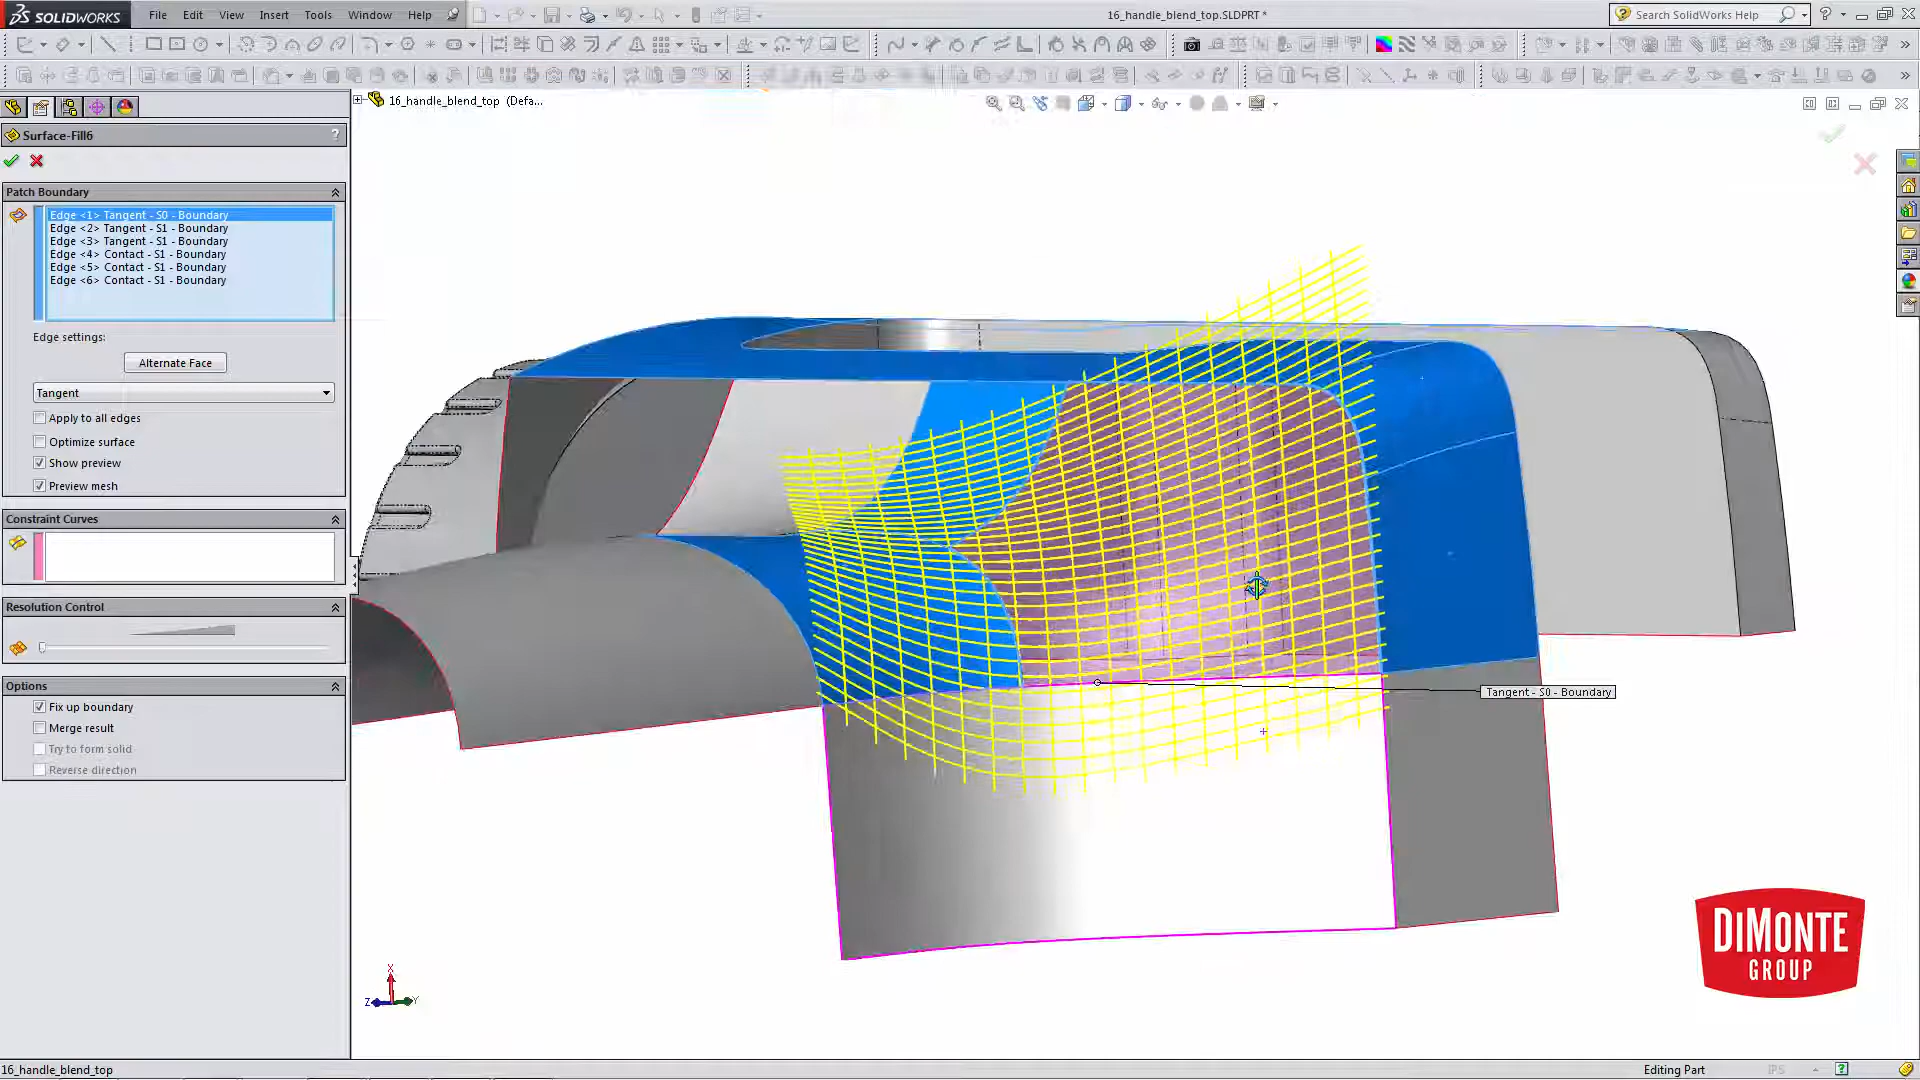 SOLIDWORKS File Edit View Insert Tools Window Help 16_handle_blend_top.SLDPRT * Search SolidWorks Help
16_handle_blend_top (Defa...
Surface-Fill6
Patch Boundary
Edge <1> Tangent - S0 - Boundary
Edge <2> Tangent - S1 - Boundary
Edge <3> Tangent - S1 - Boundary
Edge <4> Contact - S1 - Boundary
Edge <5> Contact - S1 - Boundary
Edge <6> Contact - S1 - Boundary
Edge settings:
Alternate Face
Tangent
Apply to all edges
Optimize surface
Show preview
Preview mesh
Constraint Curves
Resolution Control
Options
Fix up boundary
Merge result
Try to form solid
Reverse direction
Tangent - S0 - Boundary
X
Z
Y
DIMONTE
GROUP
16_handle_blend_top
Editing Part
IPS